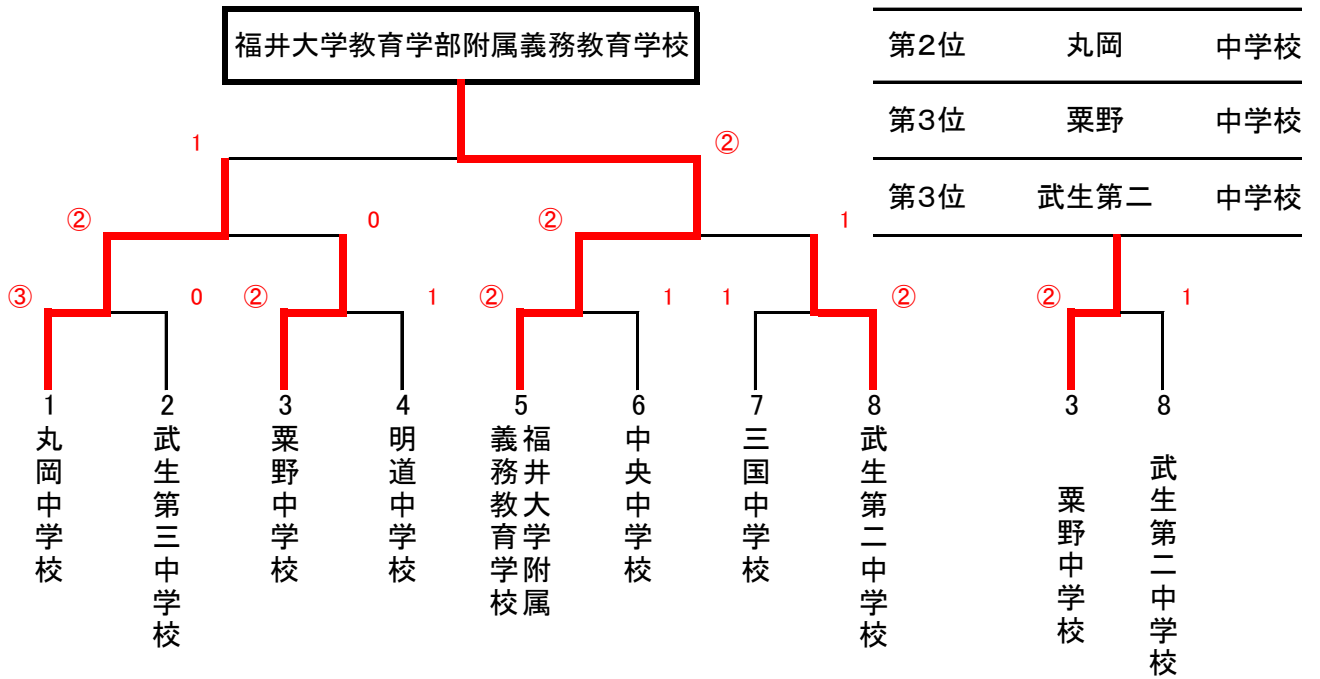 福井大学教育学部附属義務教育学校
第2位 丸岡 中学校
第3位 粟野 中学校
第3位 武生第二 中学校
1 ②
② 0 ② 1
③ 0 ② 1 ② 1 1 ② ② 1
1 2 3 4 5 6 7 8 3 8
丸岡中学校
武生第三中学校
粟野中学校
明道中学校
福井大学附属
義務教育学校
中央中学校
三国中学校
武生第二中学校
粟野中学校
武生第二中学校